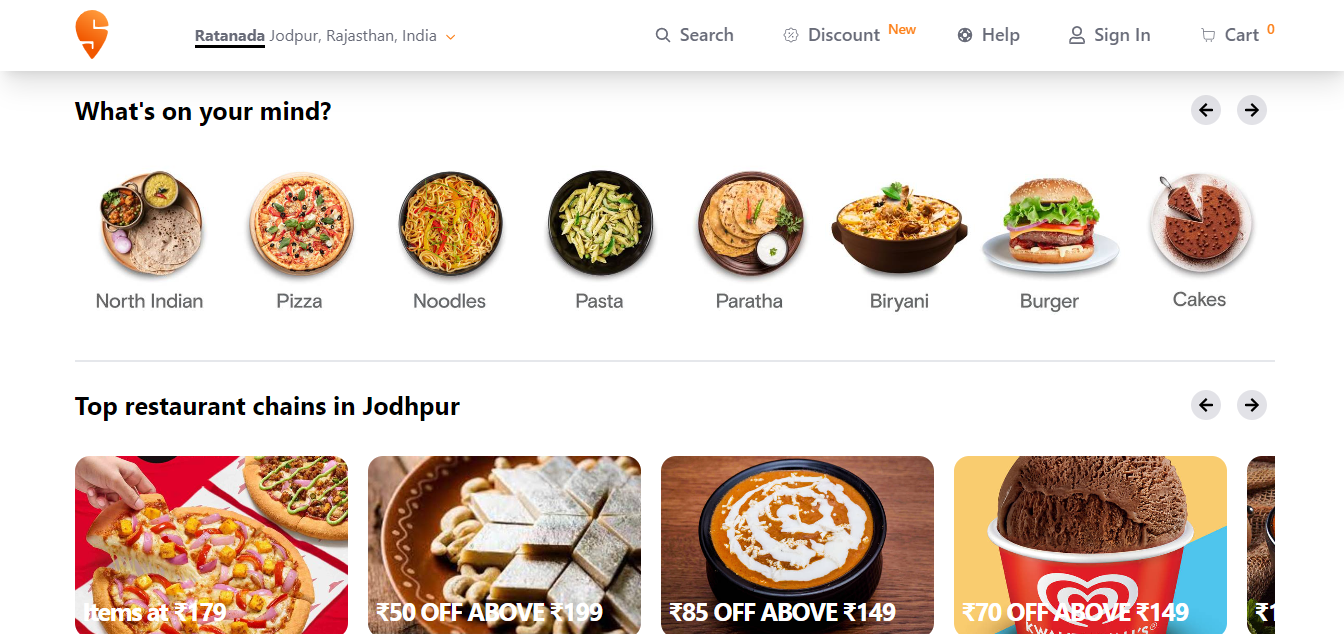 Ratanada Jodpur, Rajasthan, India
Search
Discount New
Help
Sign In
Cart 0
What's on your mind?
North Indian
Pizza
Noodles
Pasta
Paratha
Biryani
Burger
Cakes
Top restaurant chains in Jodhpur
Items at ₹179
₹50 OFF ABOVE ₹199
₹85 OFF ABOVE ₹149
₹70 OFF ABOVE ₹149